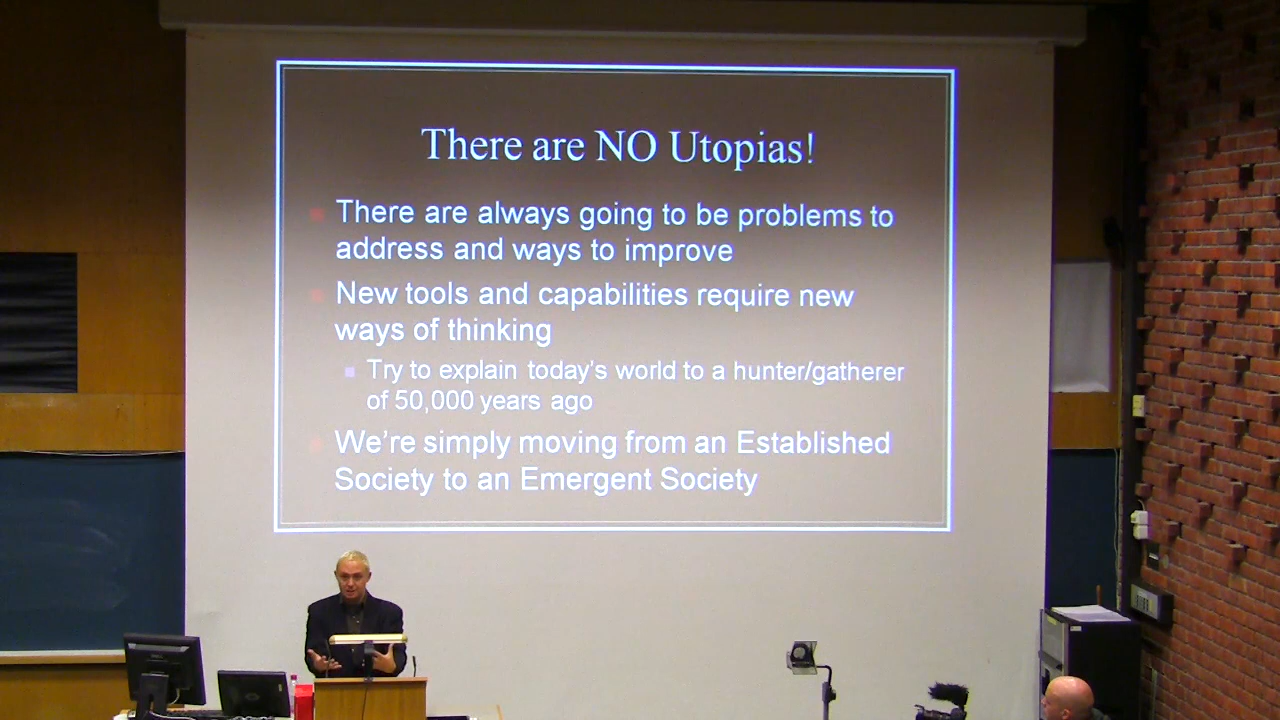 There are NO Utopias!
There are always going to be problems to
address and ways to improve
New tools and capabilities require new
ways of thinking
Try to explain today's world to a hunter/gatherer
of 50,000 years ago
We're simply moving from an Established
Society to an Emergent Society